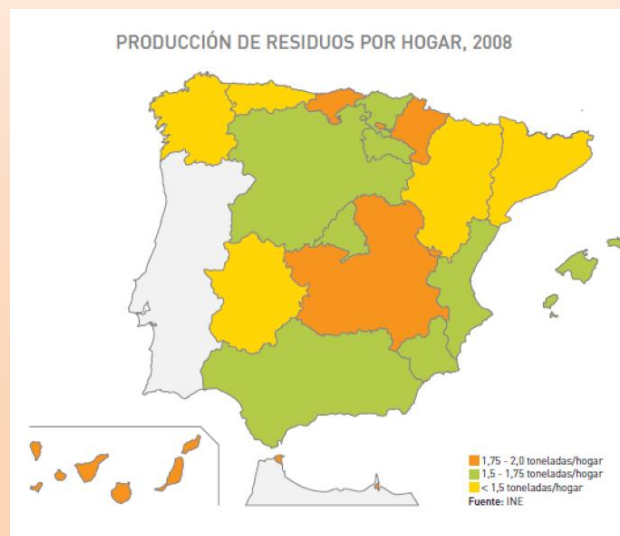 PRODUCCIÓN DE RESIDUOS POR HOGAR, 2008
1,75 - 2,0 toneladas/hogar
1,5 - 1,75 toneladas/hogar
< 1,5 toneladas/hogar
Fuente: INE